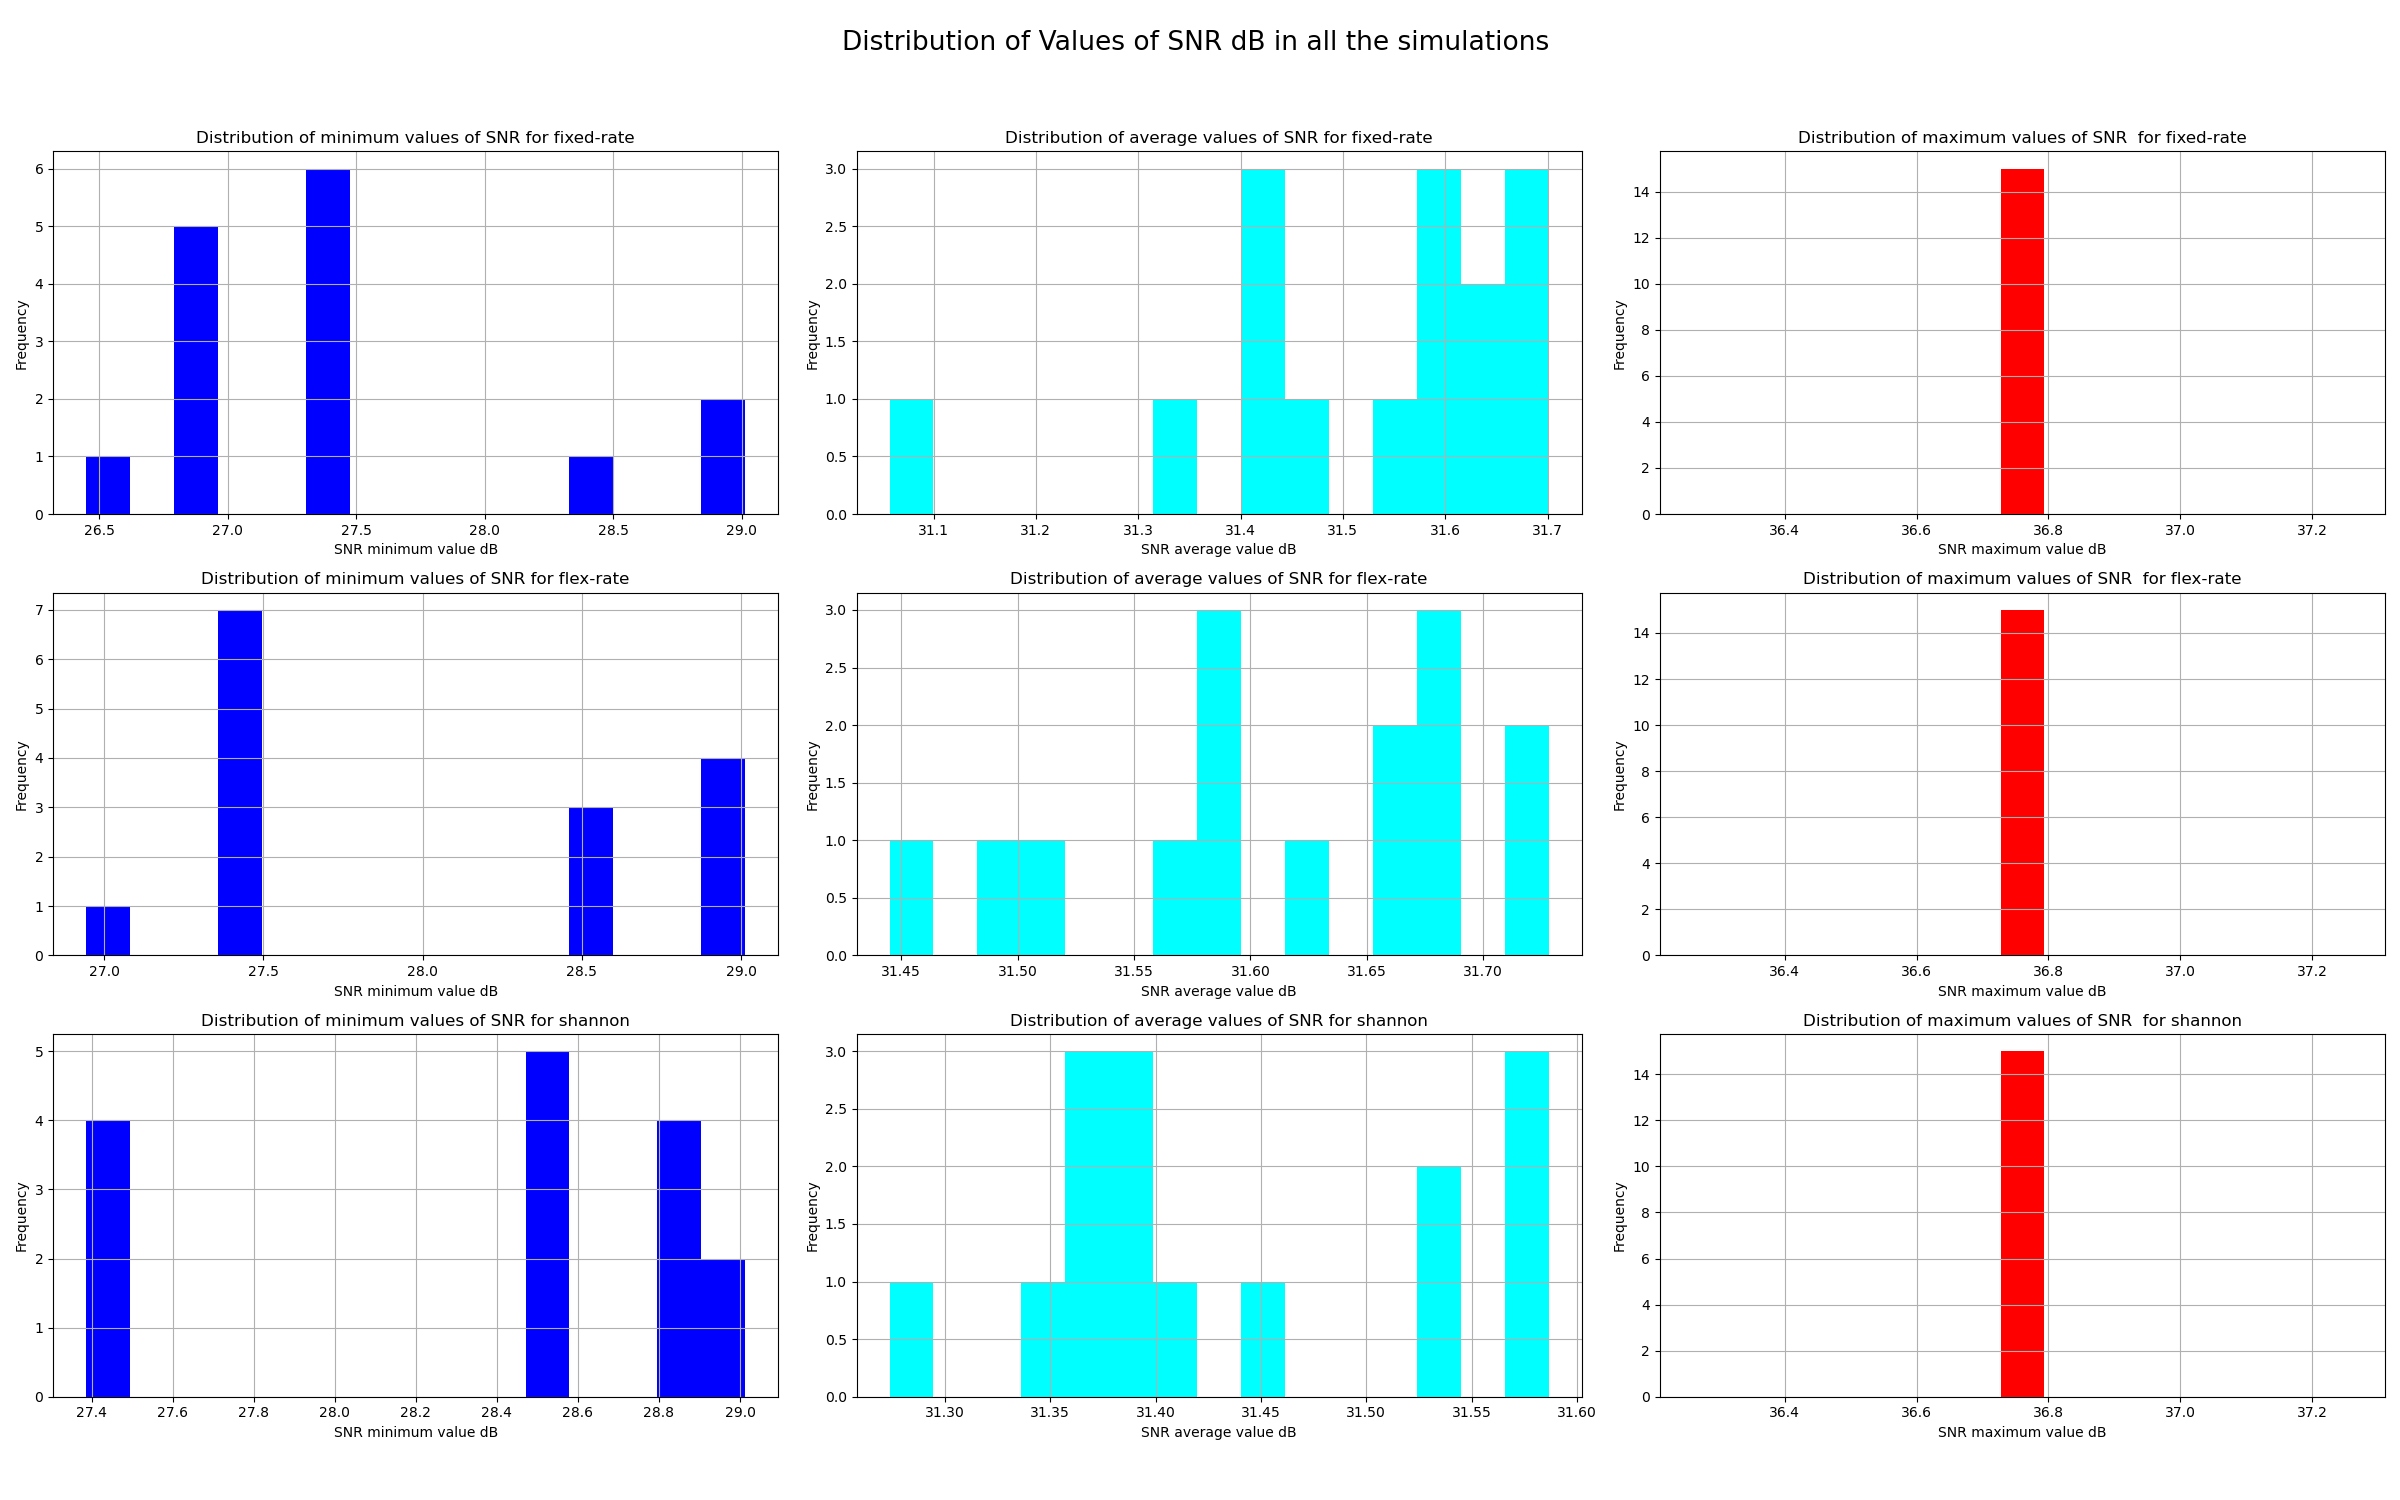 Distribution of Values of SNR dB in all the simulations
Distribution of minimum values of SNR for fixed-rate
Frequency
6
5
4
3
2
1
0
26.5 27.0 27.5 28.0 28.5 29.0
SNR minimum value dB
Distribution of average values of SNR for fixed-rate
Frequency
3.0
2.5
2.0
1.5
1.0
0.5
0.0
31.1 31.2 31.3 31.4 31.5 31.6 31.7
SNR average value dB
Distribution of maximum values of SNR  for fixed-rate
Frequency
14
12
10
8
6
4
2
0
36.4 36.6 36.8 37.0 37.2
SNR maximum value dB
Distribution of minimum values of SNR for flex-rate
Frequency
7
6
5
4
3
2
1
0
27.0 27.5 28.0 28.5 29.0
SNR minimum value dB
Distribution of average values of SNR for flex-rate
Frequency
3.0
2.5
2.0
1.5
1.0
0.5
0.0
31.45 31.50 31.55 31.60 31.65 31.70
SNR average value dB
Distribution of maximum values of SNR  for flex-rate
Frequency
14
12
10
8
6
4
2
0
36.4 36.6 36.8 37.0 37.2
SNR maximum value dB
Distribution of minimum values of SNR for shannon
Frequency
5
4
3
2
1
0
27.4 27.6 27.8 28.0 28.2 28.4 28.6 28.8 29.0
SNR minimum value dB
Distribution of average values of SNR for shannon
Frequency
3.0
2.5
2.0
1.5
1.0
0.5
0.0
31.30 31.35 31.40 31.45 31.50 31.55 31.60
SNR average value dB
Distribution of maximum values of SNR  for shannon
Frequency
14
12
10
8
6
4
2
0
36.4 36.6 36.8 37.0 37.2
SNR maximum value dB